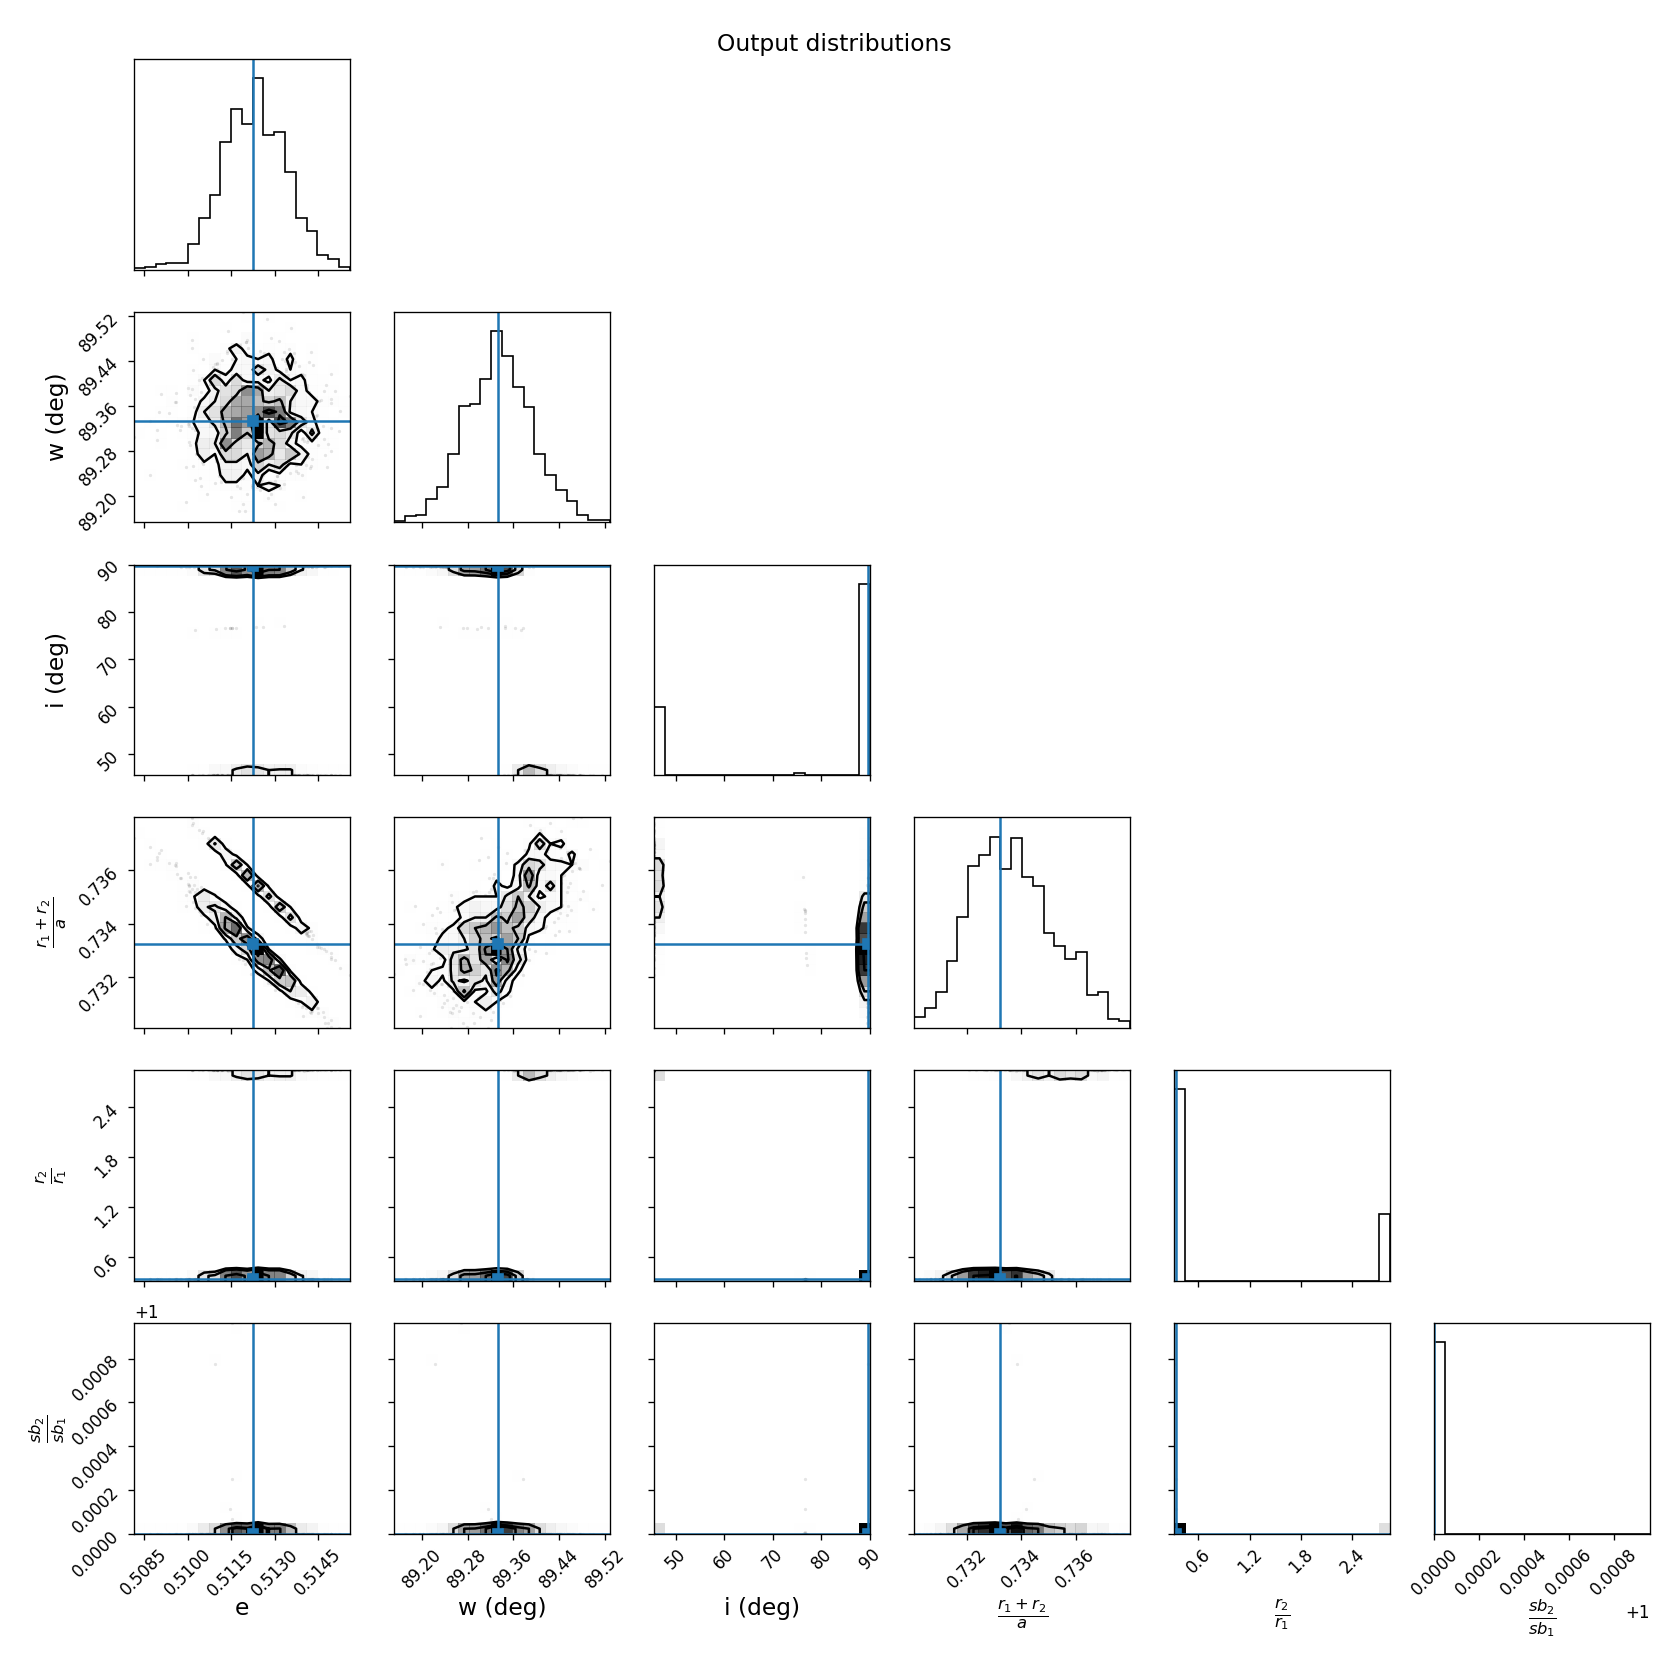 Output distributions
w (deg)
89.52
89.44
89.36
89.28
89.20
i (deg)
90
80
70
60
50
r₁ + r₂
a
0.736
0.734
0.732
r₂
r₁
2.4
1.8
1.2
0.6
+1
sb₂
sb₁
0.0008
0.0006
0.0004
0.0002
0.0000
0.5085 0.5100 0.5115 0.5130 0.5145
89.20 89.28 89.36 89.44 89.52
50 60 70 80 90
0.732 0.734 0.736
0.6 1.2 1.8 2.4
0.0000 0.0002 0.0004 0.0006 0.0008
e
w (deg)
i (deg)
r₁ + r₂
a
r₂
r₁
sb₂
sb₁
+1